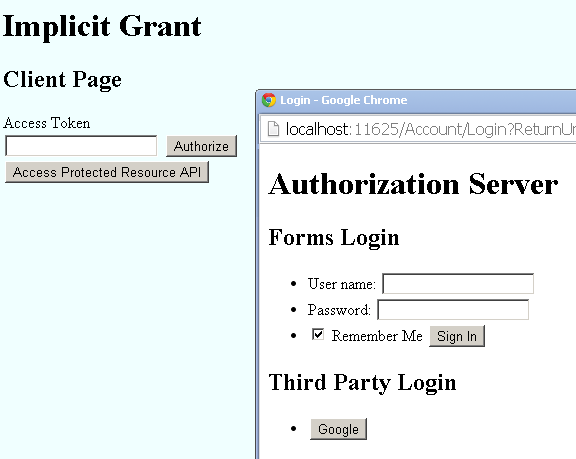 Implicit Grant
Client Page
Access Token
Authorize
Access Protected Resource API
Login - Google Chrome
localhost:11625/Account/Login?ReturnUr
Authorization Server
Forms Login
User name:
Password:
Remember Me Sign In
Third Party Login
Google